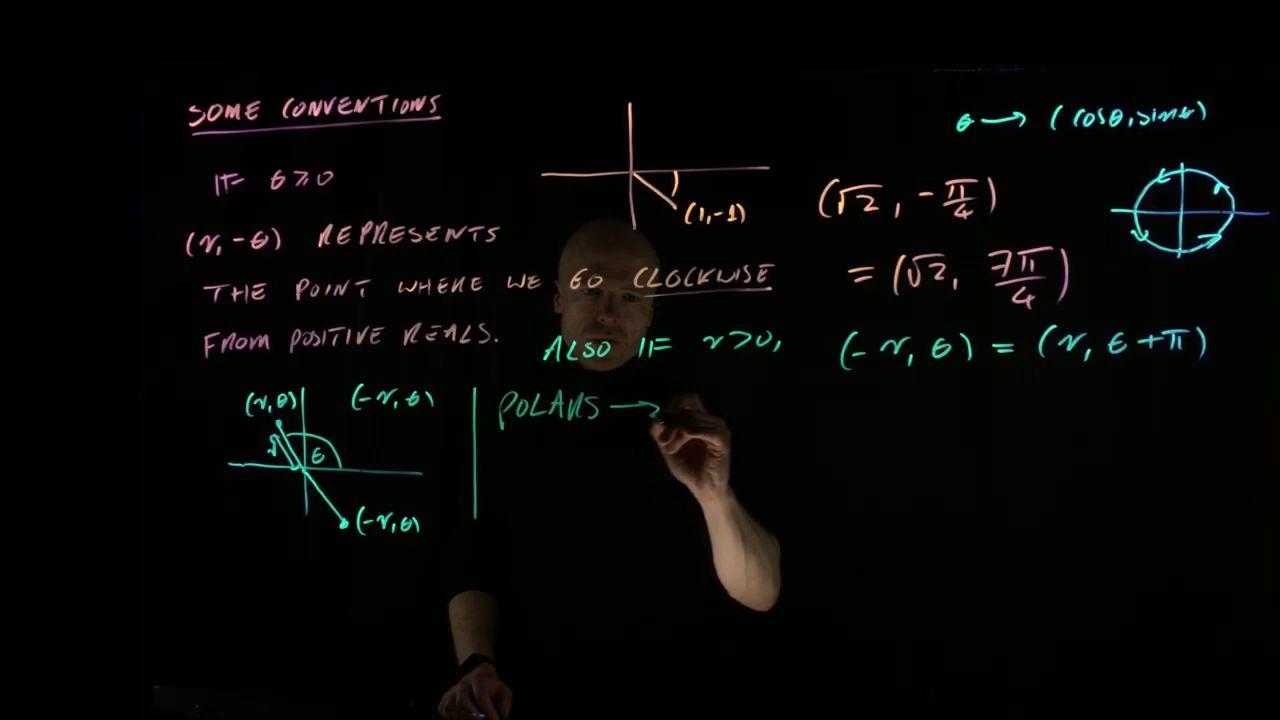 SOME CONVENTIONS
IF θ ⩾ 0
(r, -θ) REPRESENTS
THE POINT WHERE WE GO CLOCKWISE
FROM POSITIVE REALS.
(1, -1)
(√2, -π/4)
= (√2, 7π/4)
θ → (cosθ, sinθ)
ALSO IF r > 0, (-r, θ) = (r, θ + π)
(r, θ) (-r, θ)
r θ
(-r, θ)
POLARS →